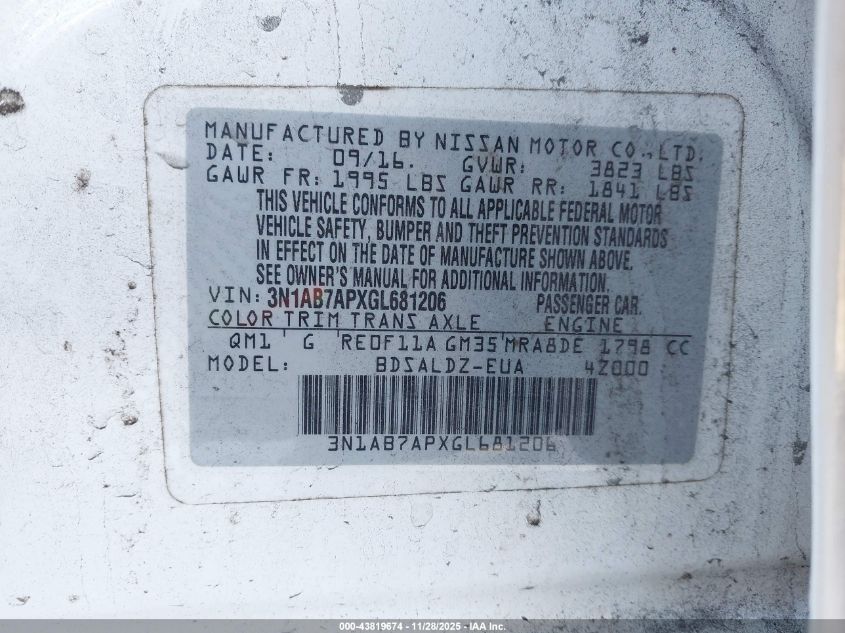 MANUFACTURED BY NISSAN MOTOR CO., LTD.
DATE: 09/16. GVWR: 3823 LBS
GAWR FR: 1995 LBS GAWR RR: 1841 LBS
THIS VEHICLE CONFORMS TO ALL APPLICABLE FEDERAL MOTOR
VEHICLE SAFETY, BUMPER AND THEFT PREVENTION STANDARDS
IN EFFECT ON THE DATE OF MANUFACTURE SHOWN ABOVE.
SEE OWNER'S MANUAL FOR ADDITIONAL INFORMATION.
VIN: 3N1AB7APXGL681206 PASSENGER CAR.
COLOR TRIM TRANS AXLE ENGINE
QM1 G RE0F11A GM35 MRA8DE 1798 CC
MODEL: BDSALDZ-EUA 4Z000
3N1AB7APXGL681206
000-43819674 | 11/28/2025 - IAA Inc.